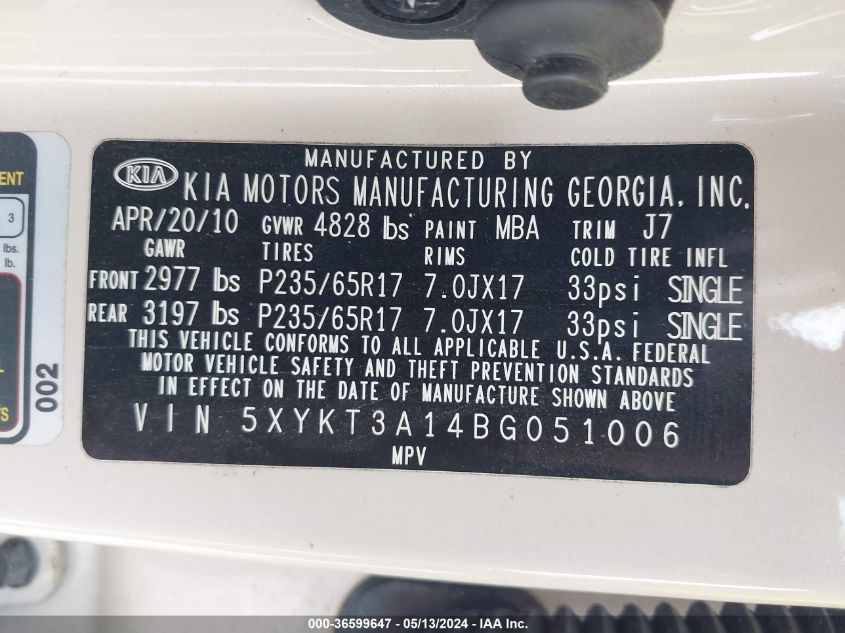 MANUFACTURED BY
KIA KIA MOTORS MANUFACTURING GEORGIA, INC.
APR/20/10 GVWR 4828 lbs PAINT MBA TRIM J7
GAWR TIRES RIMS COLD TIRE INFL
FRONT 2977 lbs P235/65R17 7.0JX17 33psi SINGLE
REAR 3197 lbs P235/65R17 7.0JX17 33psi SINGLE
THIS VEHICLE CONFORMS TO ALL APPLICABLE U.S.A. FEDERAL
MOTOR VEHICLE SAFETY AND THEFT PREVENTION STANDARDS
IN EFFECT ON THE DATE OF MANUFACTURE SHOWN ABOVE
VIN 5XYKT3A14BG051006
MPV
3
lbs.
lb.
002
000-36599647 - 05/13/2024 - IAA Inc.